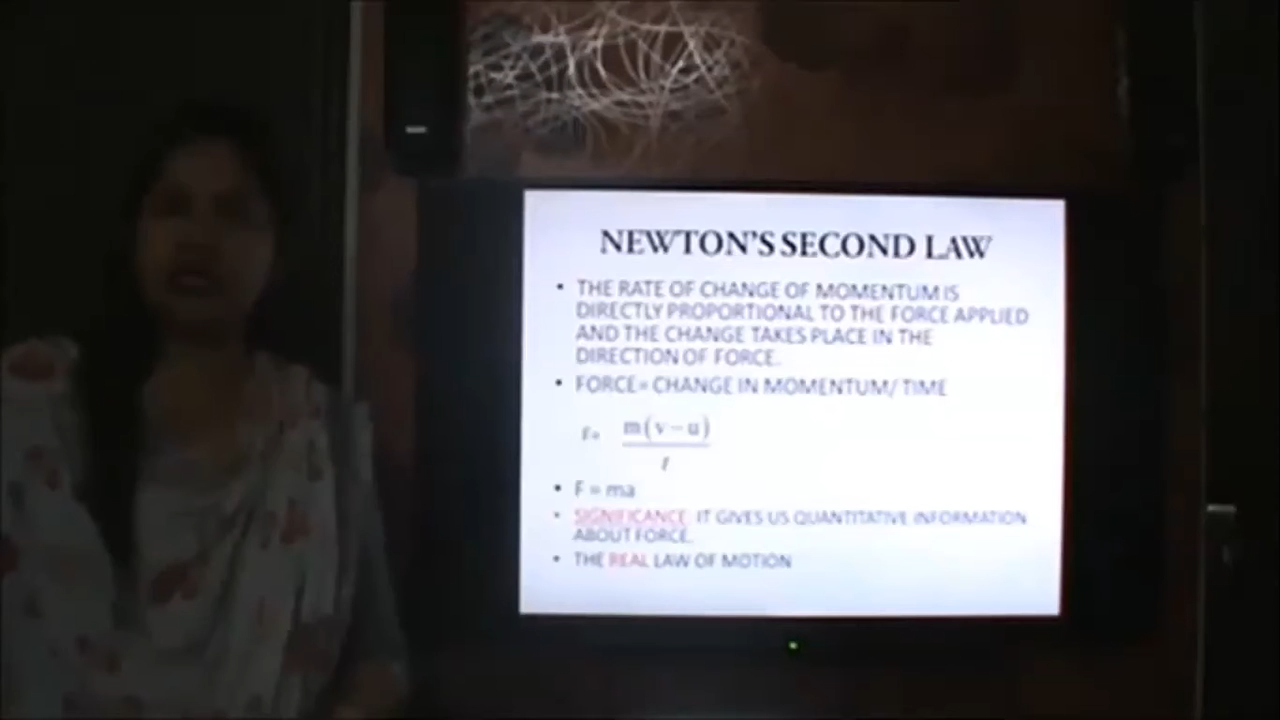 NEWTON'S SECOND LAW
• THE RATE OF CHANGE OF MOMENTUM IS
DIRECTLY PROPORTIONAL TO THE FORCE APPLIED
AND THE CHANGE TAKES PLACE IN THE
DIRECTION OF FORCE.
• FORCE= CHANGE IN MOMENTUM/ TIME
F= m(v-u)
t
• F = ma
• SIGNIFICANCE: IT GIVES US QUANTITATIVE INFORMATION
ABOUT FORCE.
• THE REAL LAW OF MOTION